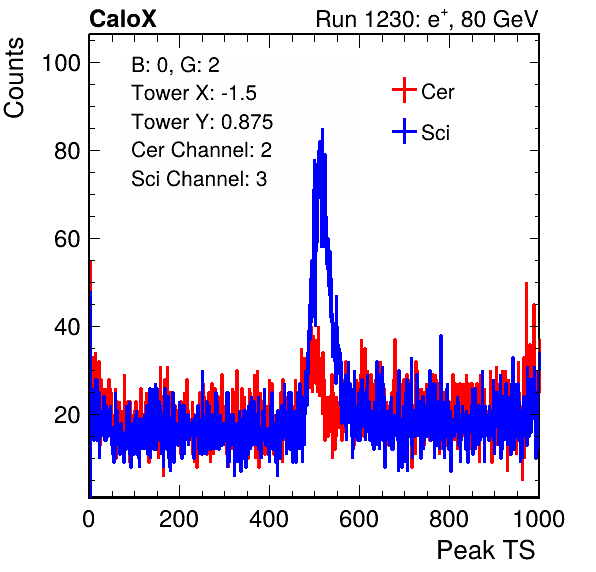 CaloX Run 1230: e⁺, 80 GeV
Counts
B: 0, G: 2
Tower X: -1.5
Tower Y: 0.875
Cer Channel: 2
Sci Channel: 3
Cer
Sci
100
80
60
40
20
0 200 400 600 800 1000
Peak TS